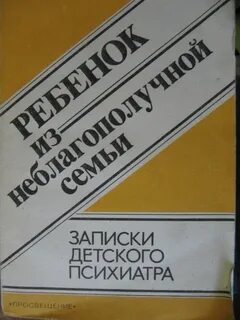 РЕБЕНОК
ИЗ
неблагополучной
семьи
ЗАПИСКИ
ДЕТСКОГО
ПСИХИАТРА
«ПРОСВЕЩЕНИЕ»